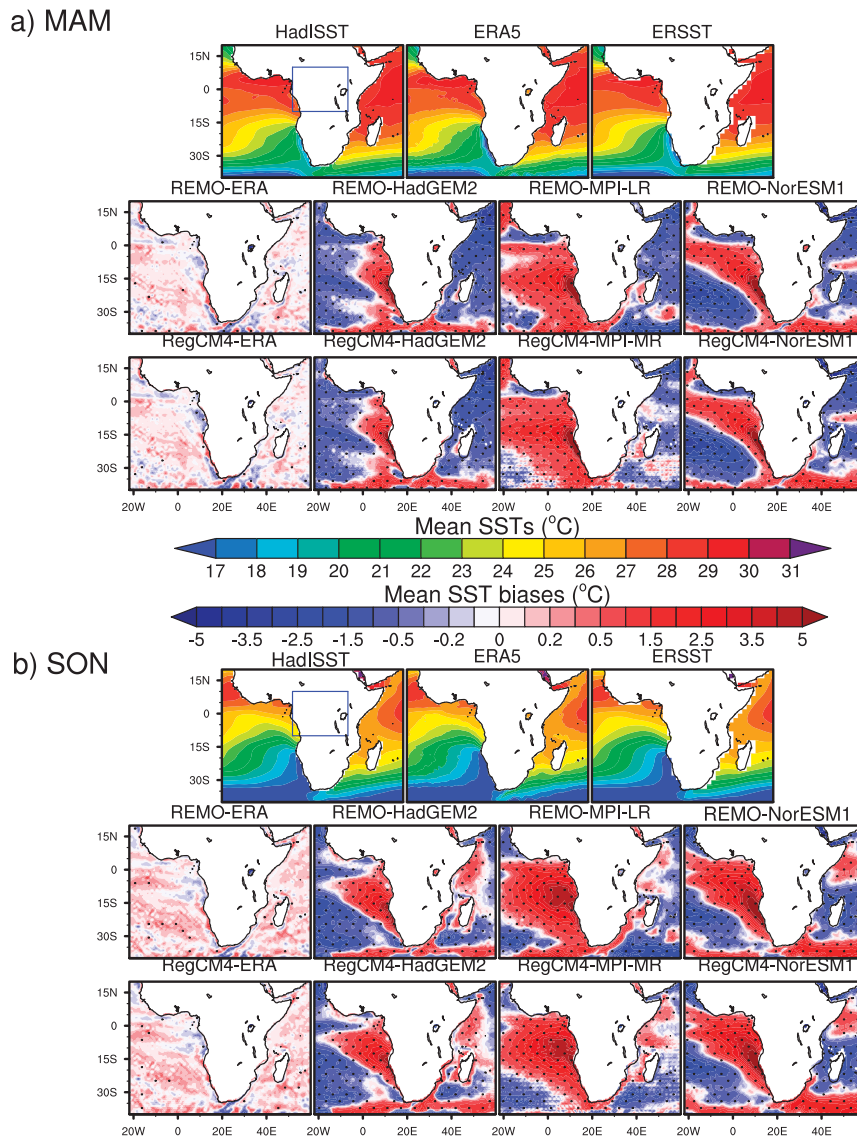 a) MAM
HadISST ERA5 ERSST
15N
0
15S
30S
REMO-ERA REMO-HadGEM2 REMO-MPI-LR REMO-NorESM1
15N
0
15S
30S
RegCM4-ERA RegCM4-HadGEM2 RegCM4-MPI-MR RegCM4-NorESM1
15N
0
15S
30S
20W 0 20E 40E 20W 0 20E 40E 20W 0 20E 40E 20W 0 20E 40E
Mean SSTs (°C)
17 18 19 20 22 23 24 25 26 27 28 29 30 31
Mean SST biases (°C)
-5 -3.5 -2.5 -1.5 -0.5 -0.2 0 0.2 0.5 1.5 2.5 3.5 5
b) SON
HadISST ERA5 ERSST
15N
0
15S
30S
REMO-ERA REMO-HadGEM2 REMO-MPI-LR REMO-NorESM1
15N
0
15S
30S
RegCM4-ERA RegCM4-HadGEM2 RegCM4-MPI-MR RegCM4-NorESM1
15N
0
15S
30S
20W 0 20E 40E 20W 0 20E 40E 20W 0 20E 40E 20W 0 20E 40E